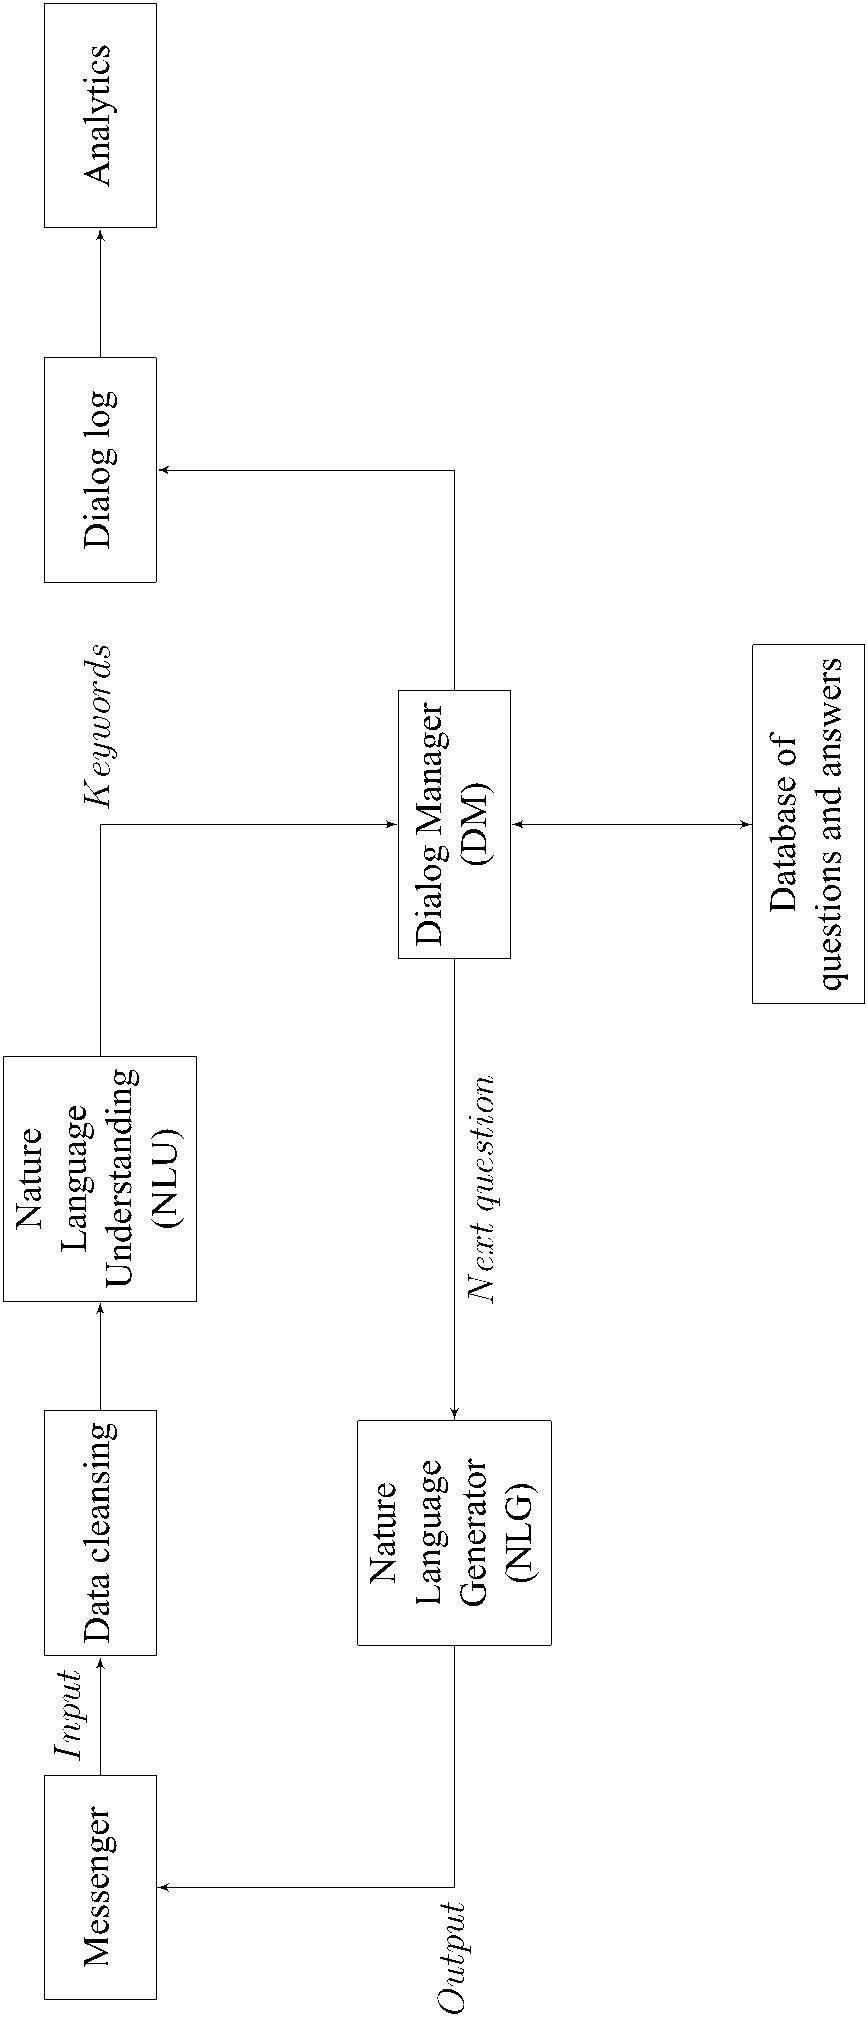 Messenger
Input
Data cleansing
Nature
Language
Understanding
(NLU)
Keywords
Dialog log
Analytics
Output
Nature
Language
Generator
(NLG)
Next question
Dialog Manager
(DM)
Database of
questions and answers